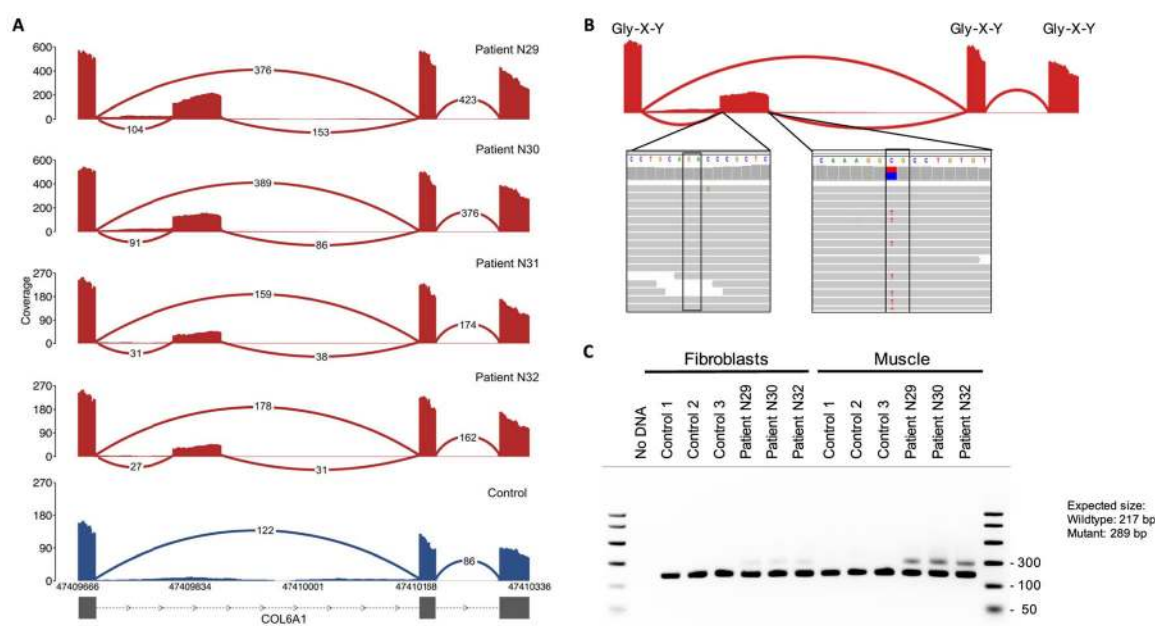 A
600
400
200
0
Patient N29
376
104
153
423
600
400
200
0
Patient N30
389
91
86
376
Coverage
270
180
90
0
Patient N31
159
31
38
174
270
180
90
0
Patient N32
178
27
31
162
270
180
90
0
Control
122
86
47409666
47409834
47410001
47410158
47410336
COL6A1
B
Gly-X-Y
Gly-X-Y
Gly-X-Y
T
T
T
T
T
T
T
C
Fibroblasts
Muscle
No DNA
Control 1
Control 2
Control 3
Patient N29
Patient N30
Patient N32
Control 1
Control 2
Control 3
Patient N29
Patient N30
Patient N32
Expected size:
Wildtype: 217 bp
Mutant: 289 bp
- 300
- 100
- 50